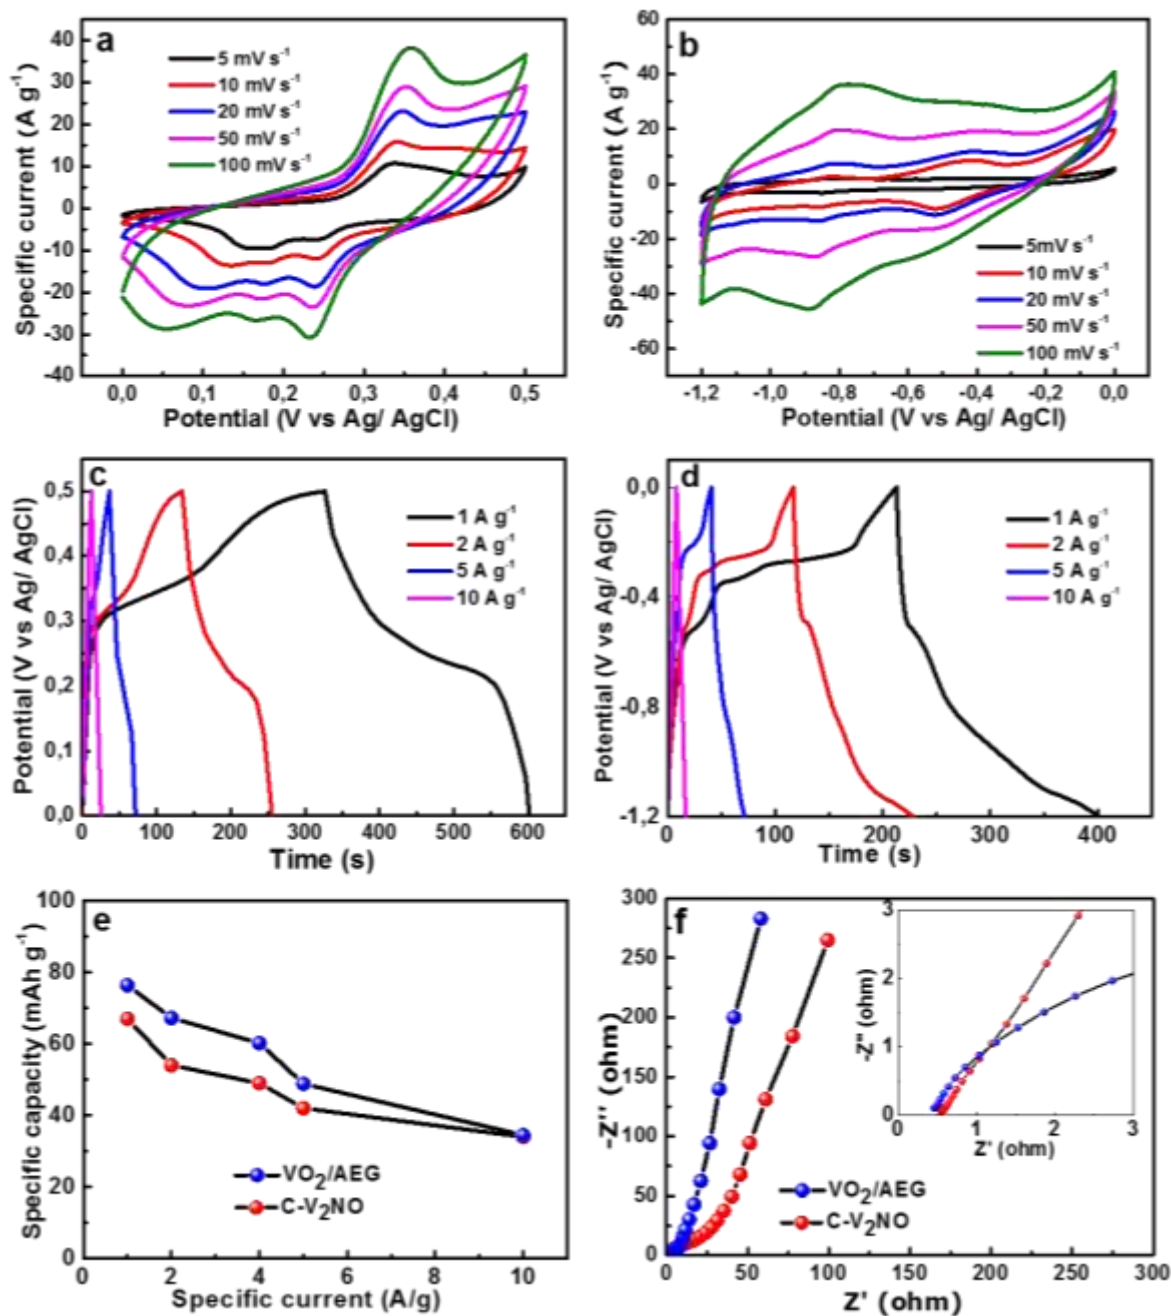 a
5 mV s⁻¹
10 mV s⁻¹
20 mV s⁻¹
50 mV s⁻¹
100 mV s⁻¹
Specific current (A g⁻¹)
40
30
20
10
0
-10
-20
-30
-40
0,0 0,1 0,2 0,3 0,4 0,5
Potential (V vs Ag/ AgCl)
b
5mV s⁻¹
10 mV s⁻¹
20 mV s⁻¹
50 mV s⁻¹
100 mV s⁻¹
Specific current (A g⁻¹)
60
40
20
0
-20
-40
-60
-1,2 -1,0 -0,8 -0,6 -0,4 -0,2 0,0
Potential (V vs Ag/ AgCl)
c
1 A g⁻¹
2 A g⁻¹
5 A g⁻¹
10 A g⁻¹
Potential (V vs Ag/ AgCl)
0,5
0,4
0,3
0,2
0,1
0,0
0 100 200 300 400 500 600
Time (s)
d
1 A g⁻¹
2 A g⁻¹
5 A g⁻¹
10 A g⁻¹
Potential (V vs Ag/ AgCl)
0,0
-0,4
-0,8
-1,2
0 100 200 300 400
Time (s)
e
VO₂/AEG
C-V₂NO
Specific capacity (mAh g⁻¹)
100
80
60
40
20
0
0 2 4 6 8 10
Specific current (A/g)
f
VO₂/AEG
C-V₂NO
-Z'' (ohm)
300
250
200
150
100
50
0
0 50 100 150 200 250 300
Z' (ohm)
-Z'' (ohm)
3
2
1
0
0 1 2 3
Z' (ohm)